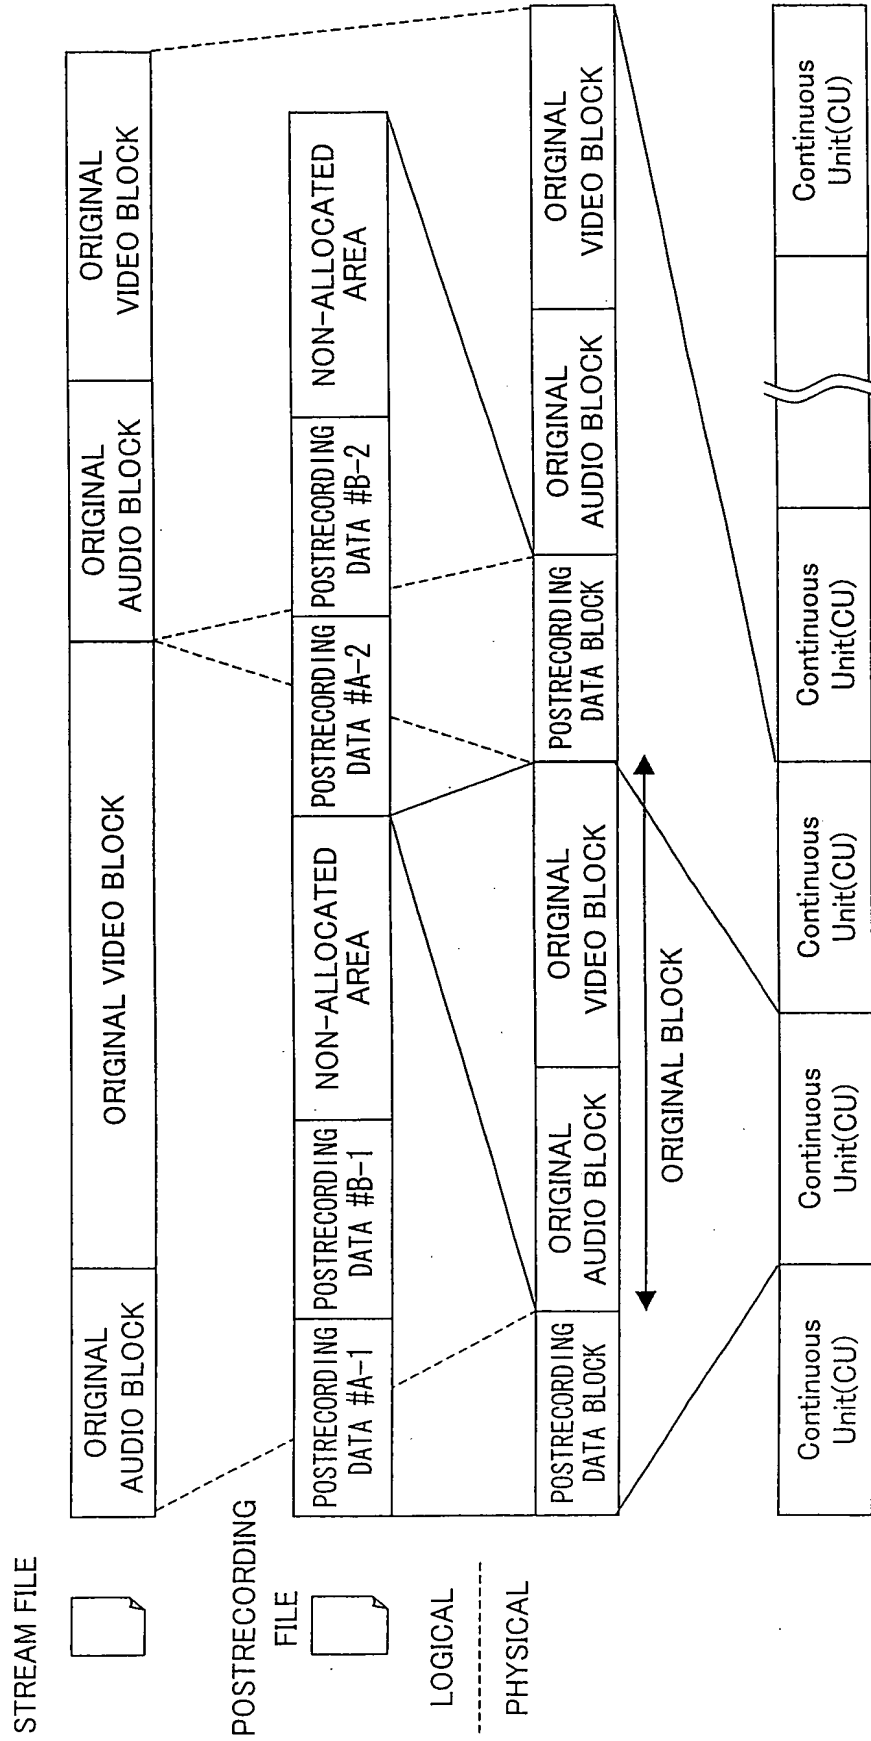 STREAM FILE
ORIGINAL
AUDIO BLOCK
ORIGINAL VIDEO BLOCK
ORIGINAL
AUDIO BLOCK
ORIGINAL
VIDEO BLOCK
POSTRECORDING
FILE
POSTRECORDING
DATA #A-1
POSTRECORDING
DATA #B-1
NON-ALLOCATED
AREA
POSTRECORDING
DATA #A-2
POSTRECORDING
DATA #B-2
NON-ALLOCATED
AREA
LOGICAL
PHYSICAL
POSTRECORDING
DATA BLOCK
ORIGINAL
AUDIO BLOCK
ORIGINAL
VIDEO BLOCK
POSTRECORDING
DATA BLOCK
ORIGINAL
AUDIO BLOCK
ORIGINAL
VIDEO BLOCK
ORIGINAL BLOCK
Continuous
Unit(CU)
Continuous
Unit(CU)
Continuous
Unit(CU)
Continuous
Unit(CU)
Continuous
Unit(CU)